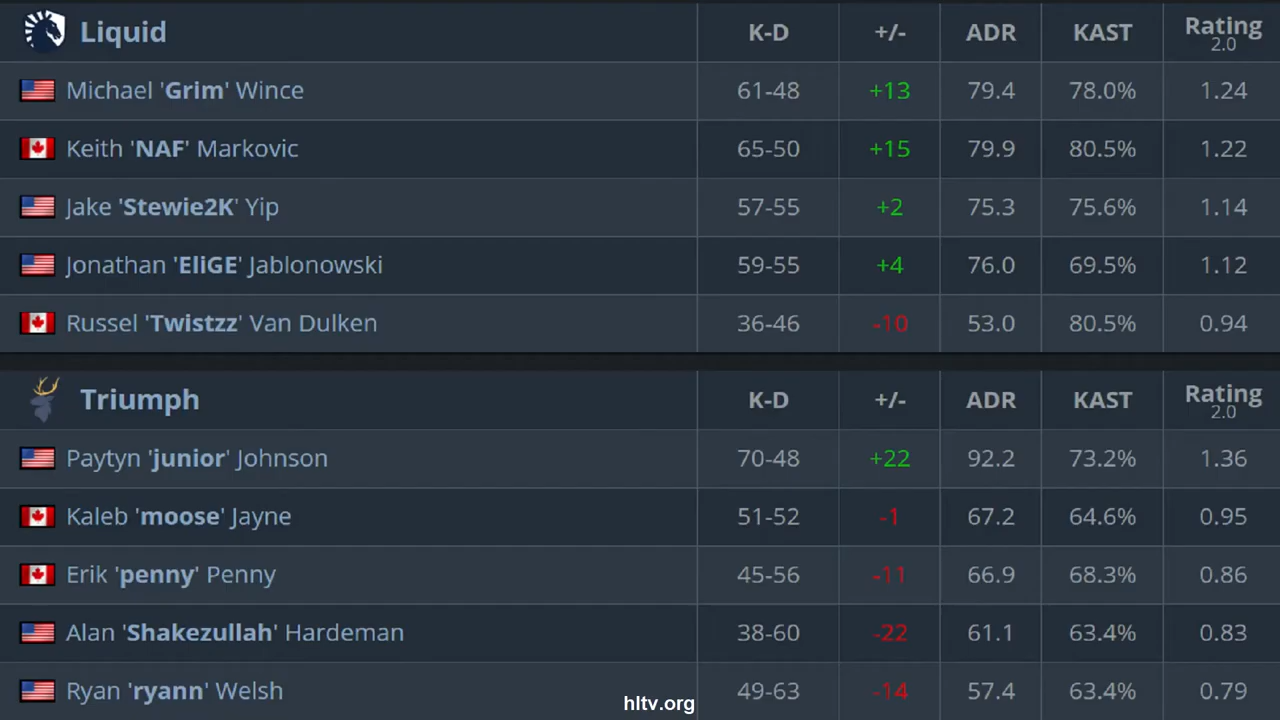 Liquid K-D +/- ADR KAST Rating 2.0
Michael 'Grim' Wince 61-48 +13 79.4 78.0% 1.24
Keith 'NAF' Markovic 65-50 +15 79.9 80.5% 1.22
Jake 'Stewie2K' Yip 57-55 +2 75.3 75.6% 1.14
Jonathan 'EliGE' Jablonowski 59-55 +4 76.0 69.5% 1.12
Russel 'Twistzz' Van Dulken 36-46 -10 53.0 80.5% 0.94
Triumph K-D +/- ADR KAST Rating 2.0
Paytyn 'junior' Johnson 70-48 +22 92.2 73.2% 1.36
Kaleb 'moose' Jayne 51-52 -1 67.2 64.6% 0.95
Erik 'penny' Penny 45-56 -11 66.9 68.3% 0.86
Alan 'Shakezullah' Hardeman 38-60 -22 61.1 63.4% 0.83
Ryan 'ryann' Welsh 49-63 -14 57.4 63.4% 0.79
hltv.org